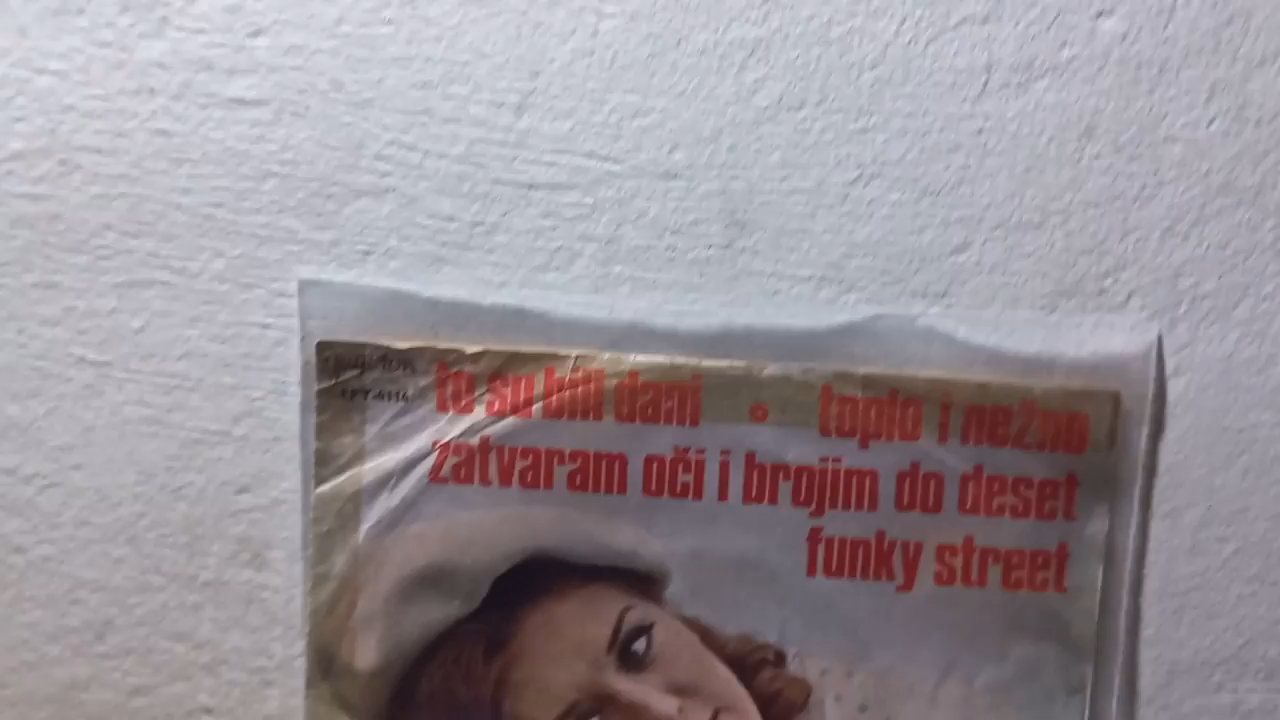 to su bili dani • toplo i nežno
zatvaram oči i brojim do deset
funky street